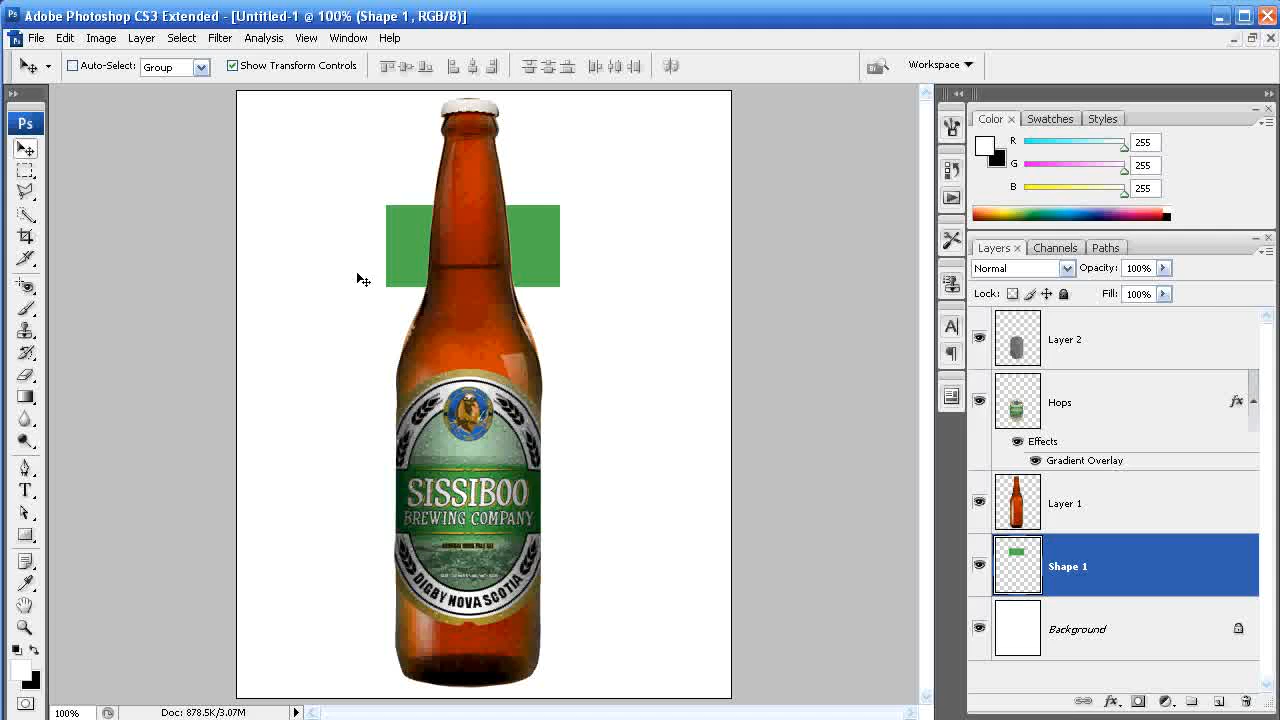 Adobe Photoshop CS3 Extended - [Untitled-1 @ 100% (Shape 1, RGB/8)]
File Edit Image Layer Select Filter Analysis View Window Help
Auto-Select: Group Show Transform Controls Workspace
Ps
Color Swatches Styles
R 255
G 255
B 255
Layers Channels Paths
Normal Opacity: 100%
Lock: Fill: 100%
Layer 2
Hops fx
Effects
Gradient Overlay
Layer 1
Shape 1
Background
SISSIBOO
BREWING COMPANY
DIGBY NOVA SCOTIA
100% Doc: 878.5K/3.07M